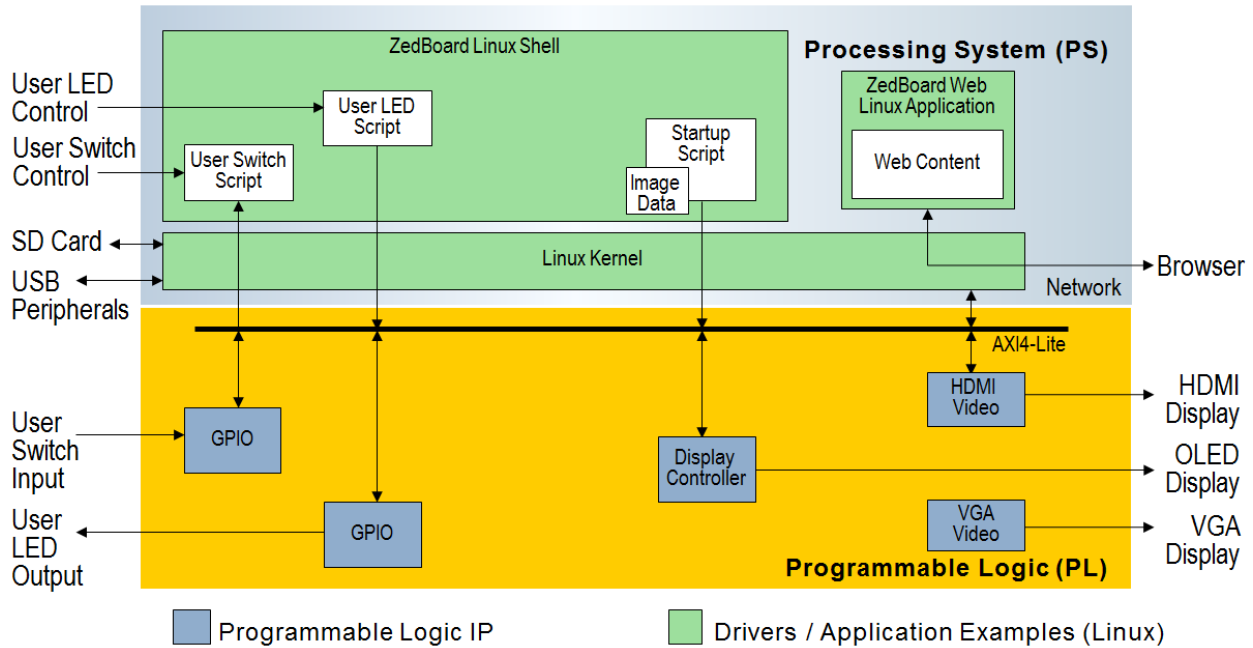 ZedBoard Linux Shell
Processing System (PS)
User LED
Control
User LED
Script
ZedBoard Web
Linux Application
Web Content
User Switch
Control
User Switch
Script
Startup
Script
Image
Data
SD Card
USB
Peripherals
Linux Kernel
Network
Browser
AXI4-Lite
User
Switch
Input
GPIO
Display
Controller
HDMI
Video
HDMI
Display
OLED
Display
User
LED
Output
GPIO
VGA
Video
VGA
Display
Programmable Logic (PL)
Programmable Logic IP
Drivers / Application Examples (Linux)